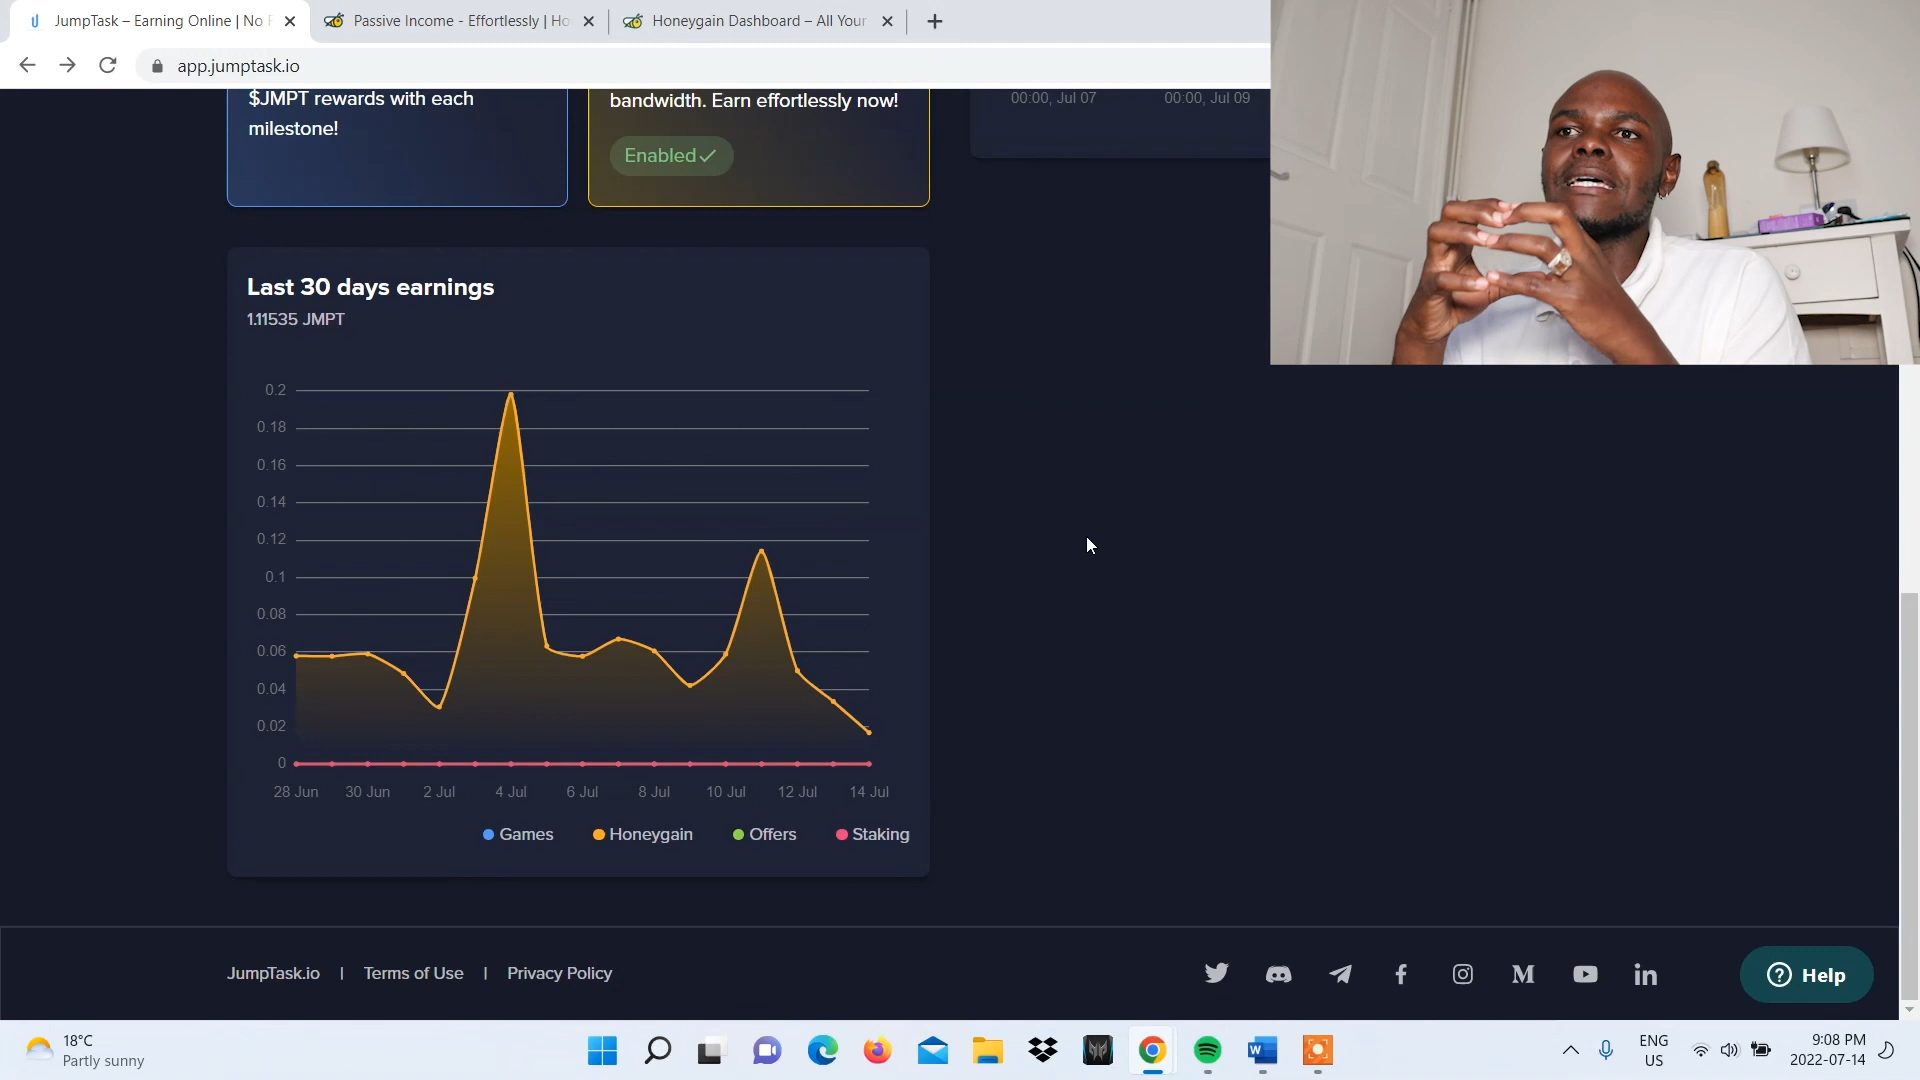 JumpTask – Earning Online | No F
Passive Income - Effortlessly | Ho
Honeygain Dashboard – All Your
app.jumptask.io
$JMPT rewards with each
milestone!
bandwidth. Earn effortlessly now!
Enabled
00:00, Jul 07
00:00, Jul 09
Last 30 days earnings
1.11535 JMPT
0.2
0.18
0.16
0.14
0.12
0.1
0.08
0.06
0.04
0.02
0
28 Jun
30 Jun
2 Jul
4 Jul
6 Jul
8 Jul
10 Jul
12 Jul
14 Jul
Games
Honeygain
Offers
Staking
JumpTask.io | Terms of Use | Privacy Policy
Help
18°C
Partly sunny
ENG
US
9:08 PM
2022-07-14